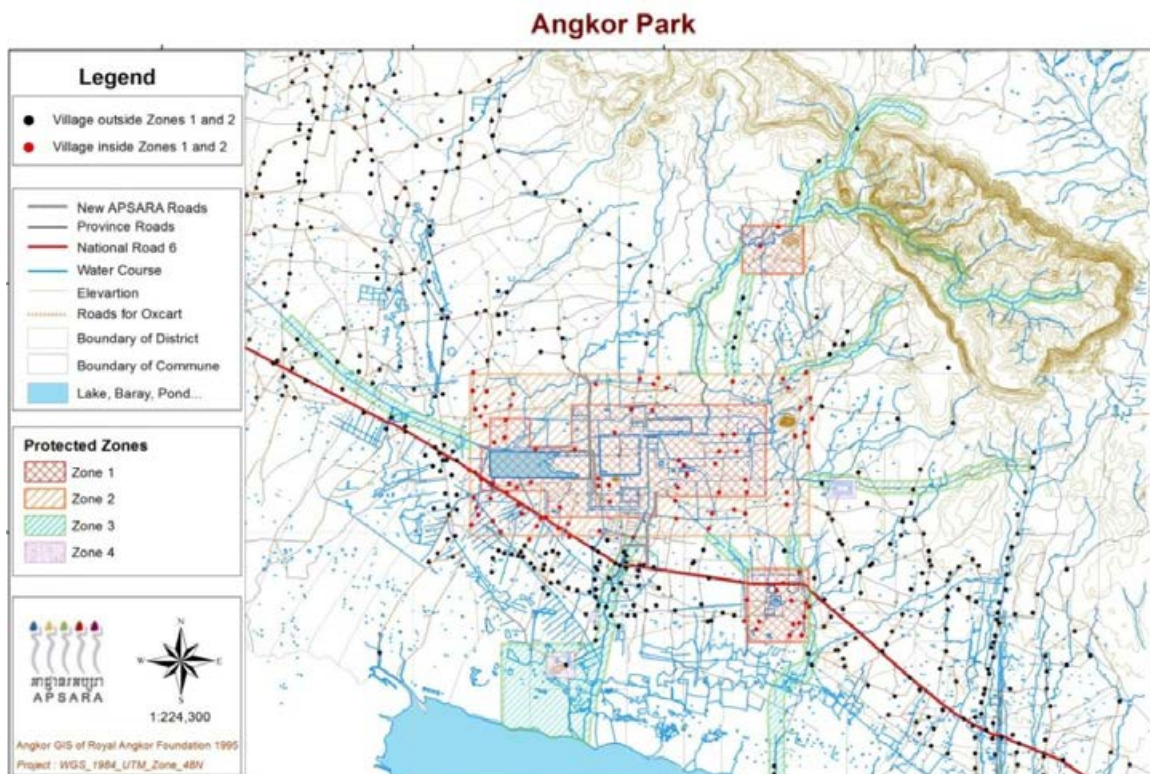 Angkor Park
Legend
Village outside Zones 1 and 2
Village inside Zones 1 and 2
New APSARA Roads
Province Roads
National Road 6
Water Course
Elevartion
Roads for Oxcart
Boundary of District
Boundary of Commune
Lake, Baray, Pond...
Protected Zones
Zone 1
Zone 2
Zone 3
Zone 4
N
W
E
S
APSARA
1:224,300
Angkor GIS of Royal Angkor Foundation 1995
Project : WGS_1984_UTM_Zone_48N